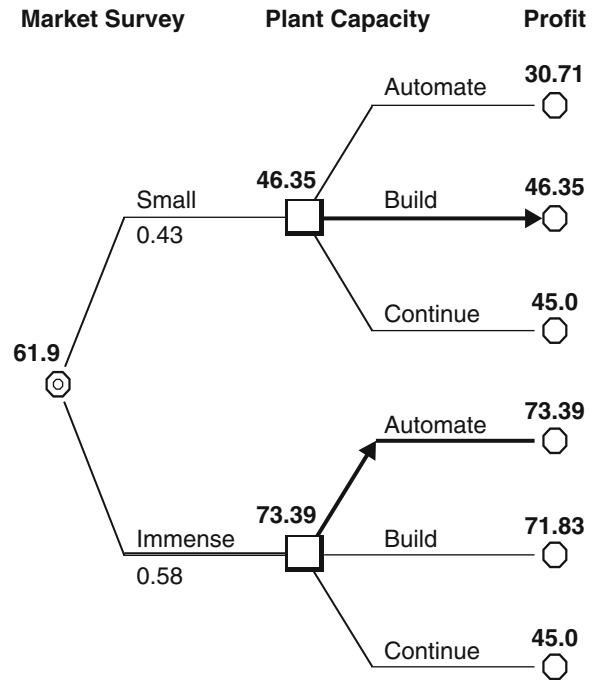 Market Survey Plant Capacity Profit
Automate 30.71
46.35
Small
0.43
Build 46.35
Continue 45.0
61.9
Automate 73.39
73.39
Immense
0.58
Build 71.83
Continue 45.0